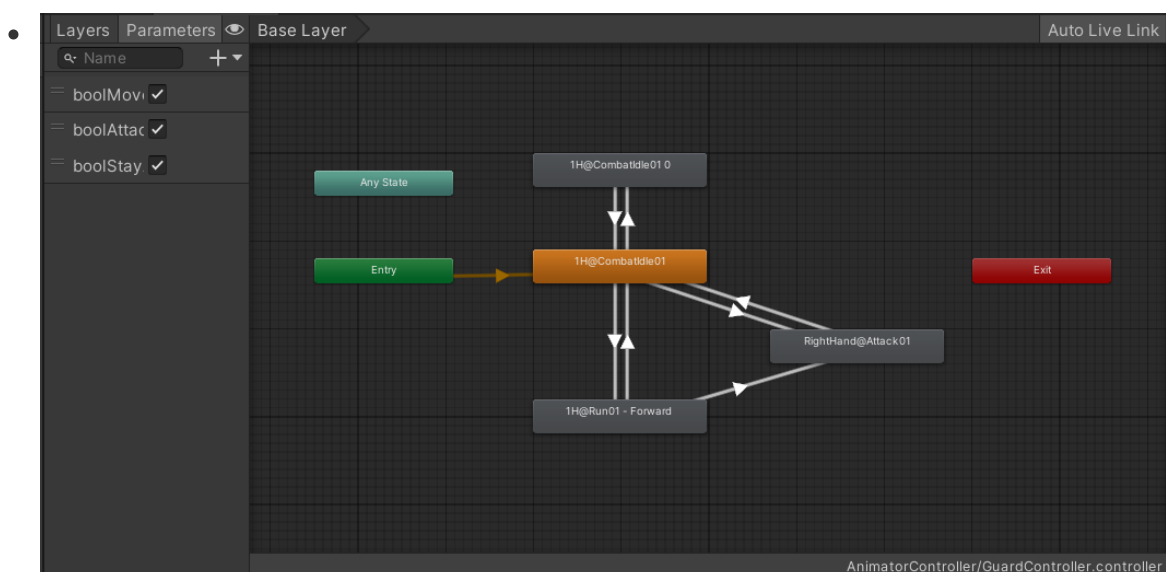 Layers Parameters Base Layer Auto Live Link
Name
boolMov
boolAttac
boolStay
1H@CombatIdle01 0
Any State
1H@CombatIdle01
Entry
Exit
RightHand@Attack01
1H@Run01 - Forward
AnimatorController/GuardController.controller